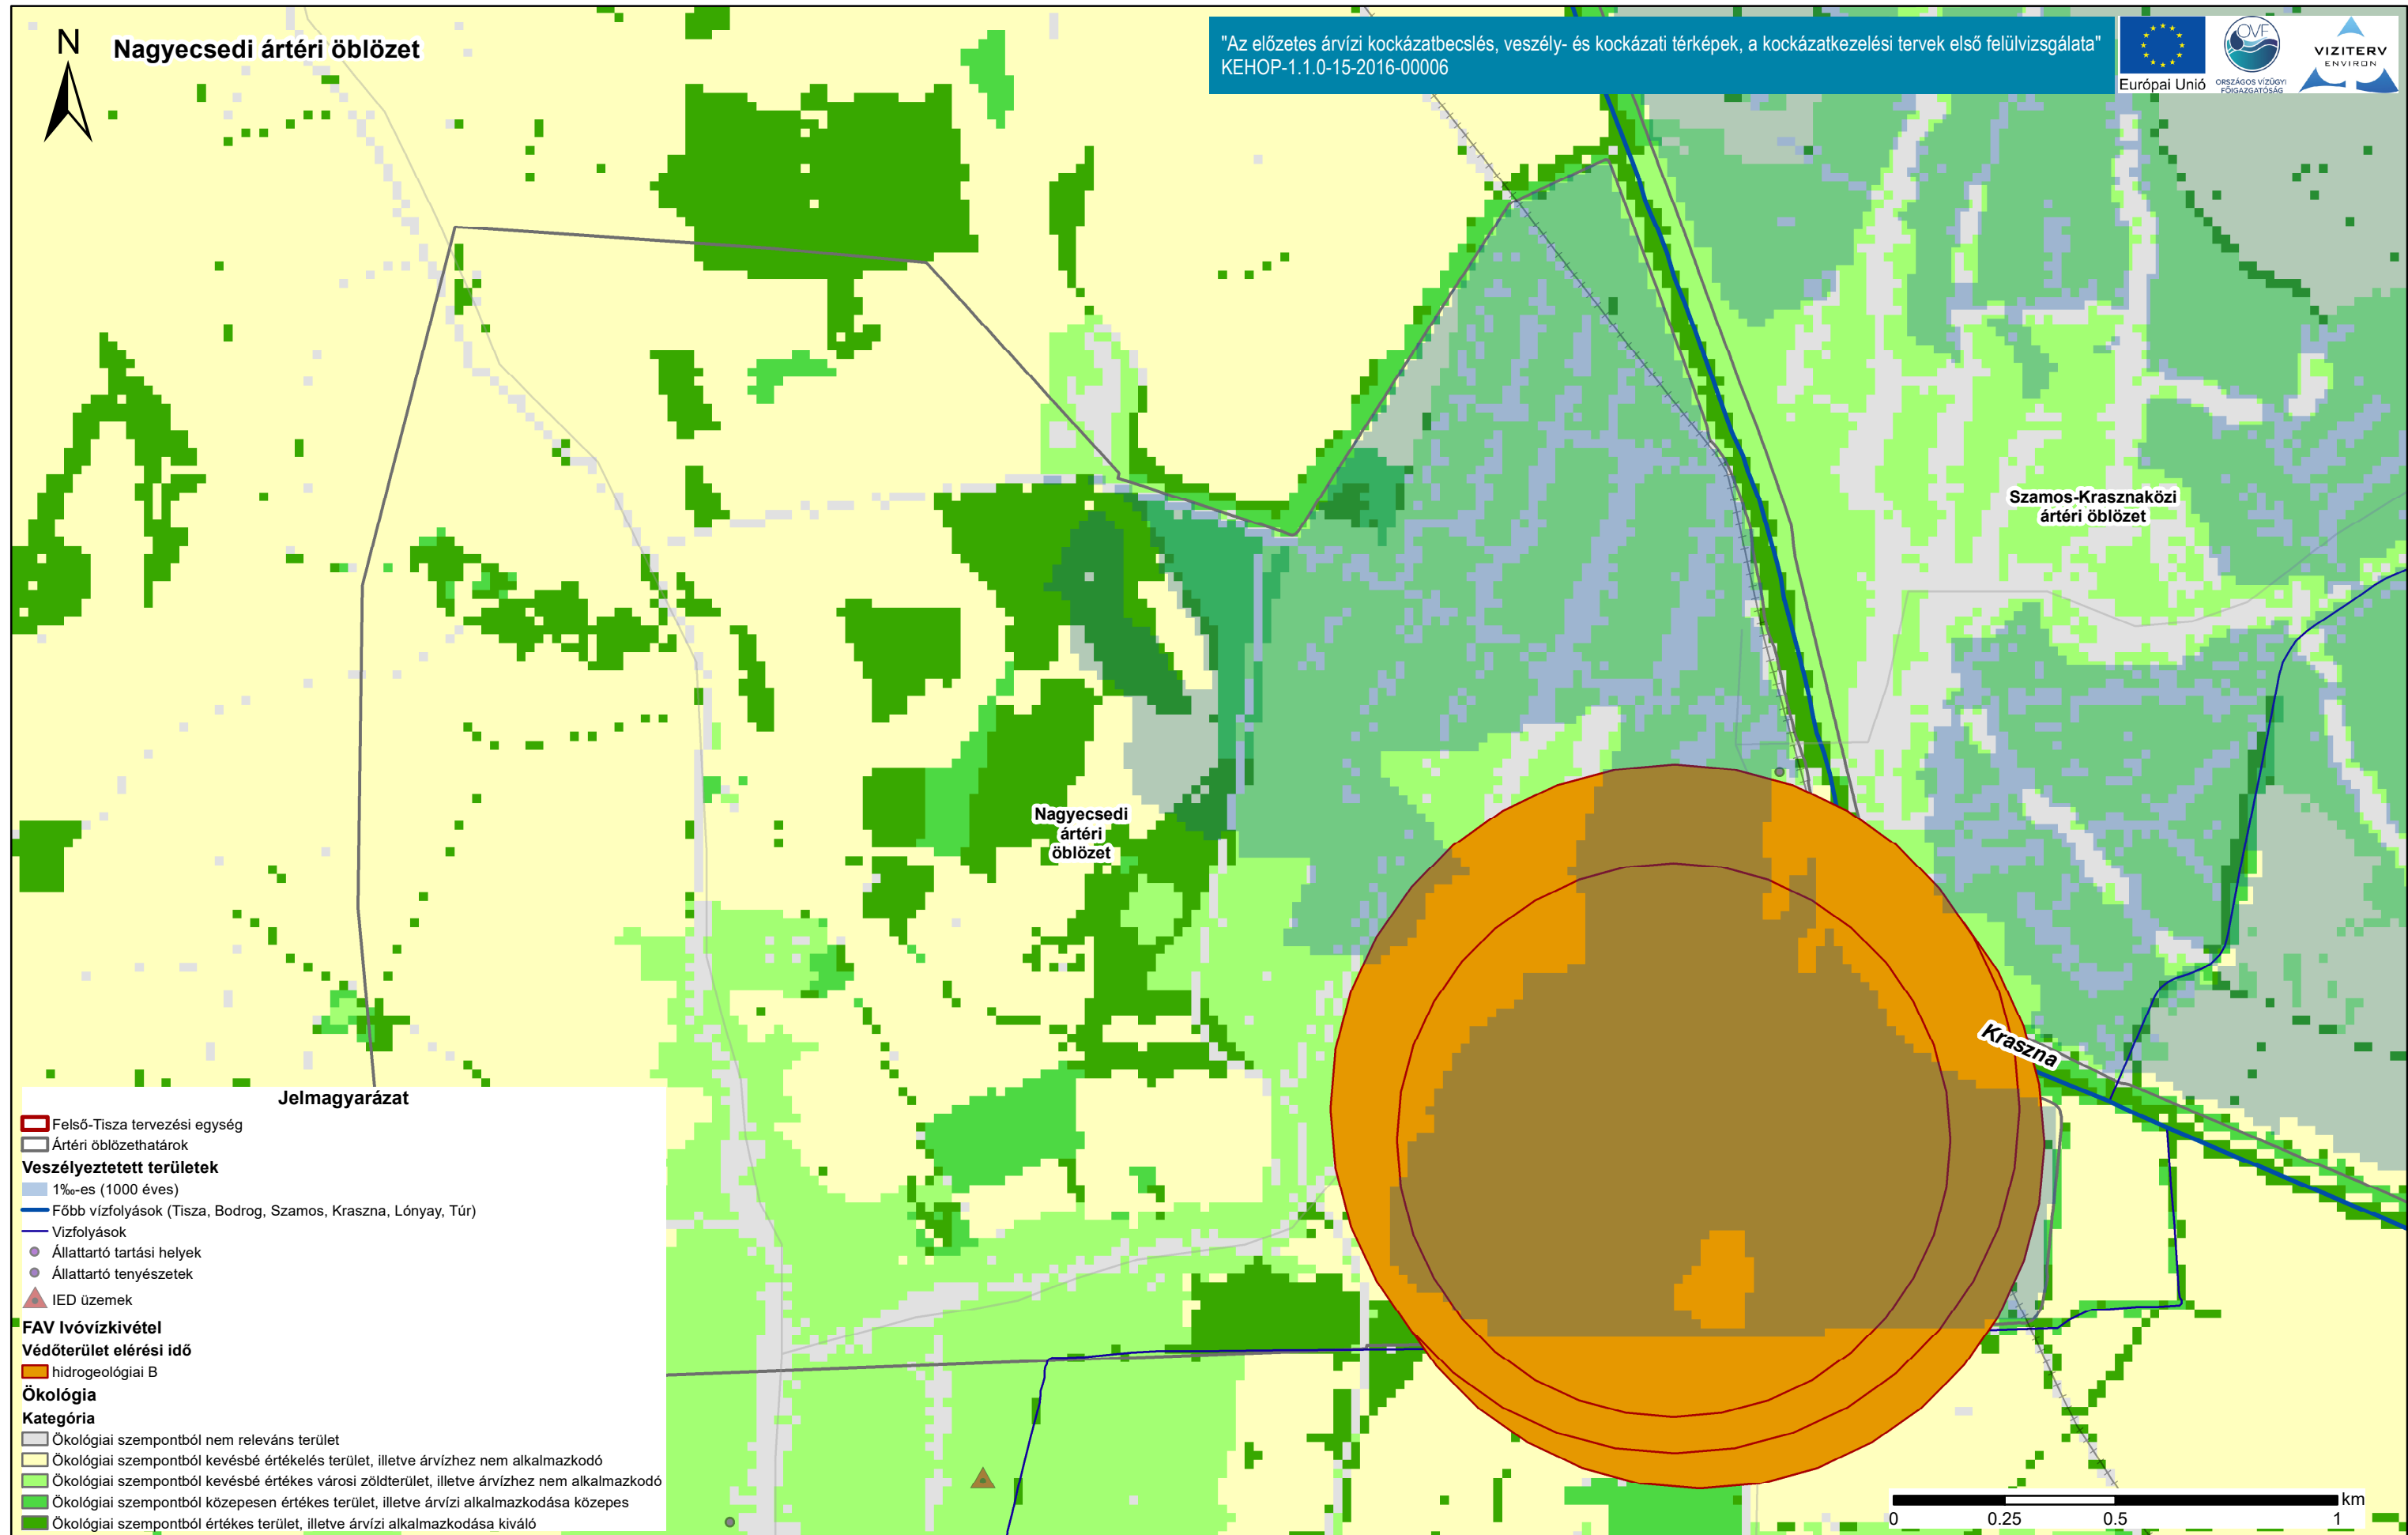 N
Nagyecsedi ártéri öblözet
"Az előzetes árvízi kockázatbecslés, veszély- és kockázati térképek, a kockázatkezelési tervek első felülvizsgálata"
KEHOP-1.1.0-15-2016-00006
Európai Unió
OVF
ORSZÁGOS VÍZÜGYI
FŐIGAZGATÓSÁG
VIZITERV
ENVIRON
Szamos-Krasznaközi
ártéri öblözet
Nagyecsedi
ártéri
öblözet
Kraszna
Jelmagyarázat
Felső-Tisza tervezési egység
Ártéri öblözethatárok
Veszélyeztetett területek
1‰-es (1000 éves)
Főbb vízfolyások (Tisza, Bodrog, Szamos, Kraszna, Lónyay, Túr)
Vizfolyások
Állattartó tartási helyek
Állattartó tenyészetek
IED üzemek
FAV Ivóvízkivétel
Védőterület elérési idő
hidrogeológiai B
Ökológia
Kategória
Ökológiai szempontból nem releváns terület
Ökológiai szempontból kevésbé értékelés terület, illetve árvízhez nem alkalmazkodó
Ökológiai szempontból kevésbé értékes városi zöldterület, illetve árvízhez nem alkalmazkodó
Ökológiai szempontból közepesen értékes terület, illetve árvízi alkalmazkodása közepes
Ökológiai szempontból értékes terület, illetve árvízi alkalmazkodása kiváló
km
0 0.25 0.5 1